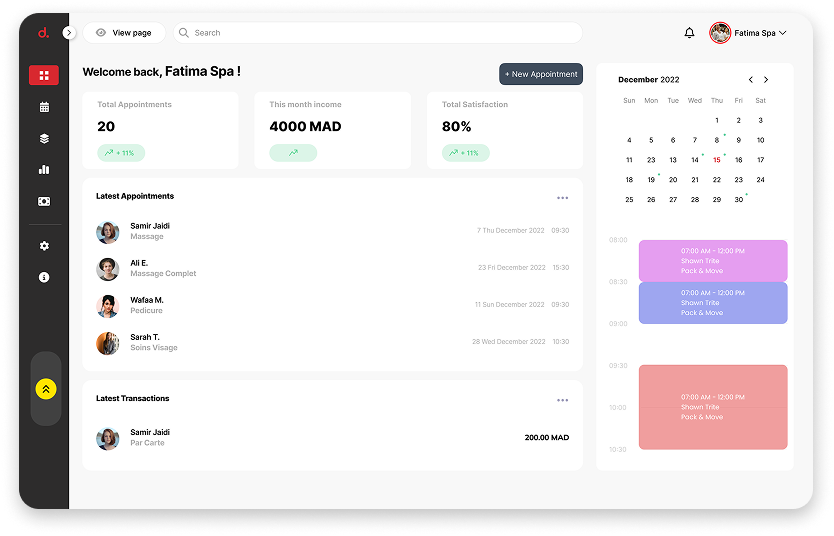 d.
View page
Search
Fatima Spa
Welcome back, Fatima Spa !
+ New Appointment
Total Appointments
20
+ 11%
This month income
4000 MAD
Total Satisfaction
80%
+ 11%
Latest Appointments
Samir Jaidi
Massage
7 Thu December 2022 09:30
Ali E.
Massage Complet
23 Fri December 2022 15:30
Wafaa M.
Pedicure
11 Sun December 2022 09:30
Sarah T.
Soins Visage
28 Wed December 2022 10:30
Latest Transactions
Samir Jaidi
Par Carte
200.00 MAD
December 2022
Sun Mon Tue Wed Thu Fri Sat
1 2 3
4 5 6 7 8 9 10
11 23 13 14 15 16 17
18 19 20 21 22 23 24
25 26 27 28 29 30
08:00
07:00 AM – 12:00 PM
Shawn Trite
Pack & Move
08:30
07:00 AM – 12:00 PM
Shawn Trite
Pack & Move
09:00
09:30
07:00 AM – 12:00 PM
10:00
Shawn Trite
Pack & Move
10:30